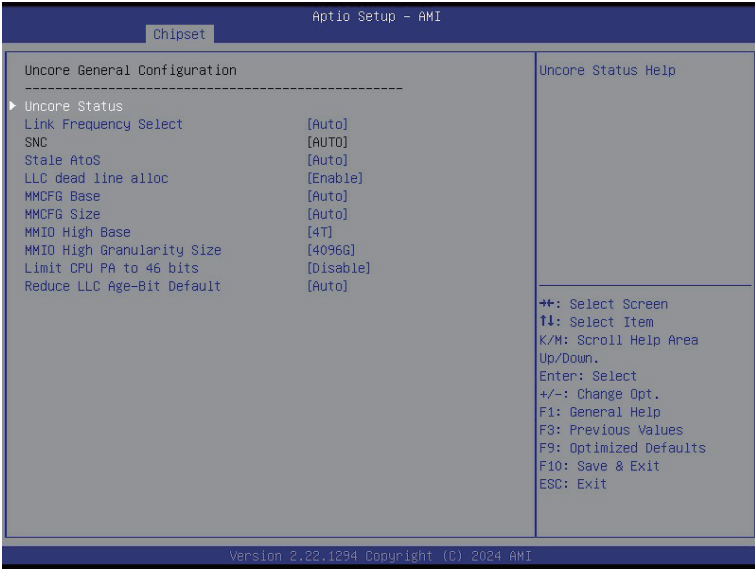 Aptio Setup – AMI
Chipset
Uncore General Configuration
--------------------------------------------------
Uncore Status
Link Frequency Select [Auto]
SNC [AUTO]
Stale AtoS [Auto]
LLC dead line alloc [Enable]
MMCFG Base [Auto]
MMCFG Size [Auto]
MMIO High Base [4T]
MMIO High Granularity Size [4096G]
Limit CPU PA to 46 bits [Disable]
Reduce LLC Age-Bit Default [Auto]
Uncore Status Help
→←: Select Screen
↑↓: Select Item
K/M: Scroll Help Area
Up/Down.
Enter: Select
+/-: Change Opt.
F1: General Help
F3: Previous Values
F9: Optimized Defaults
F10: Save & Exit
ESC: Exit
Version 2.22.1294 Copyright (C) 2024 AMI